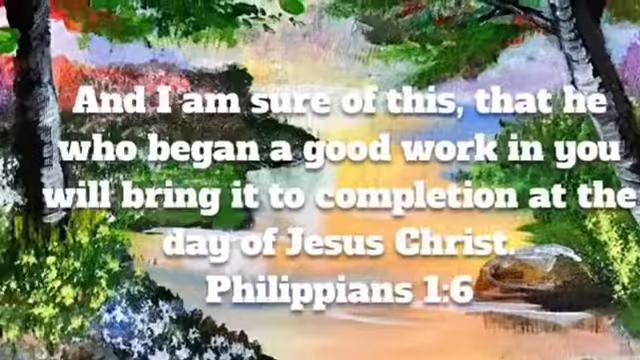 And I am sure of this, that he
who began a good work in you
will bring it to completion at the
day of Jesus Christ.
Philippians 1:6